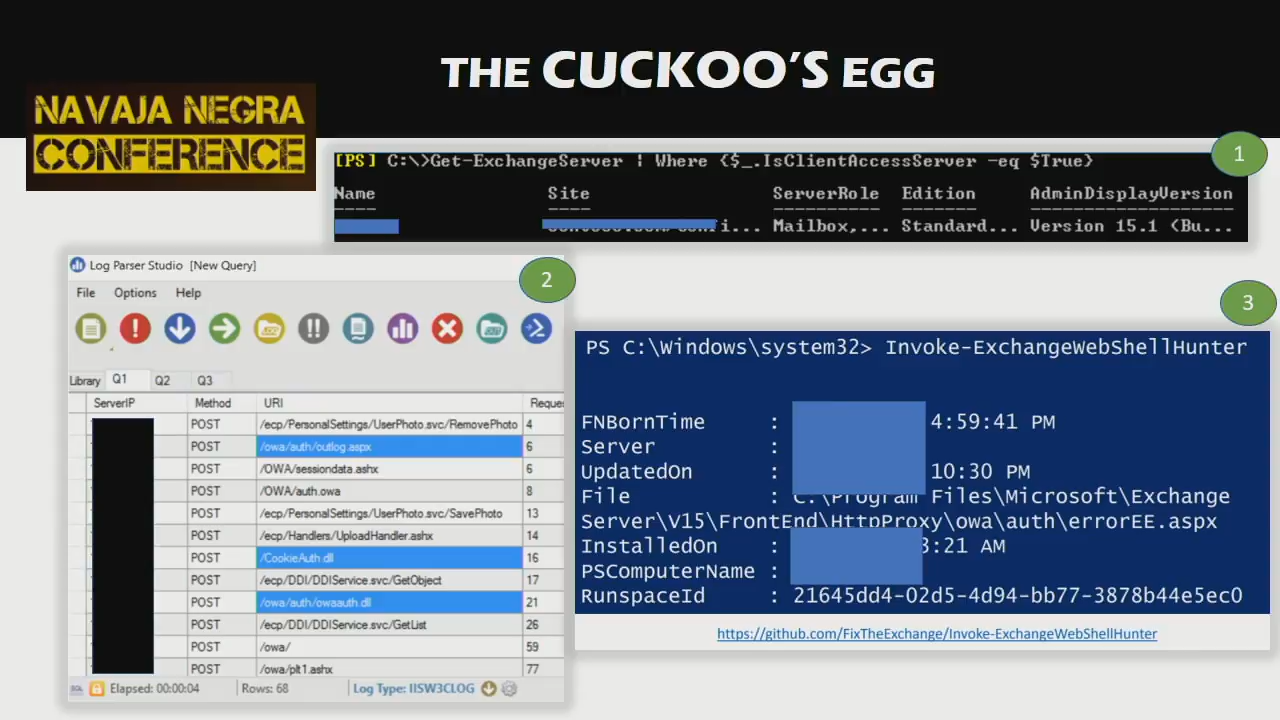 THE CUCKOO'S EGG
NAVAJA NEGRA
CONFERENCE
1
[PS] C:\>Get-ExchangeServer | Where {$_.IsClientAccessServer -eq $True}
Name Site ServerRole Edition AdminDisplayVersion
---- ---- ---------- ------- -------------------
i... Mailbox,... Standard... Version 15.1 (Bu...
Log Parser Studio [New Query]
2
File Options Help
Library Q1 Q2 Q3
ServerIP Method URI Reque
POST /ecp/PersonalSettings/UserPhoto.svc/RemovePhoto 4
POST /owa/auth/outlog.aspx 6
POST /OWA/sessiondata.ashx 6
POST /OWA/auth.owa 8
POST /ecp/PersonalSettings/UserPhoto.svc/SavePhoto 13
POST /ecp/Handlers/UploadHandler.ashx 14
POST /CookieAuth.dll 16
POST /ecp/DDI/DDIService.svc/GetObject 17
POST /owa/auth/owaauth.dll 21
POST /ecp/DDI/DDIService.svc/GetList 26
POST /owa/ 59
POST /owa/plt1.ashx 77
Elapsed: 00:00:04 Rows: 68 Log Type: IISW3CLOG
3
PS C:\Windows\system32> Invoke-ExchangeWebShellHunter
FNBornTime : 4:59:41 PM
Server :
UpdatedOn : 10:30 PM
File : C:\Program Files\Microsoft\Exchange
Server\V15\FrontEnd\HttpProxy\owa\auth\errorEE.aspx
InstalledOn : 3:21 AM
PSComputerName :
RunspaceId : 21645dd4-02d5-4d94-bb77-3878b44e5ec0
https://github.com/FixTheExchange/Invoke-ExchangeWebShellHunter